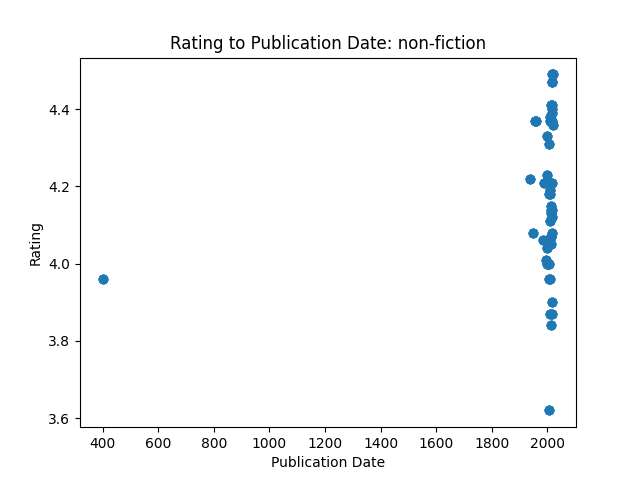 Rating to Publication Date: non-fiction
4.4
4.2
4.0
3.8
3.6
Rating
400 600 800 1000 1200 1400 1600 1800 2000
Publication Date